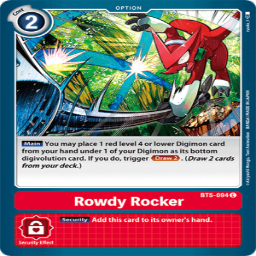 COST
OPTION
2
Main You may place 1 red level 4 or lower Digimon card
from your hand under 1 of your Digimon as its bottom
digivolution card. If you do, trigger Draw 2. (Draw 2 cards
from your deck.)
BT5-094 C
Rowdy Rocker
Security Add this card to its owner's hand.
Security Effect